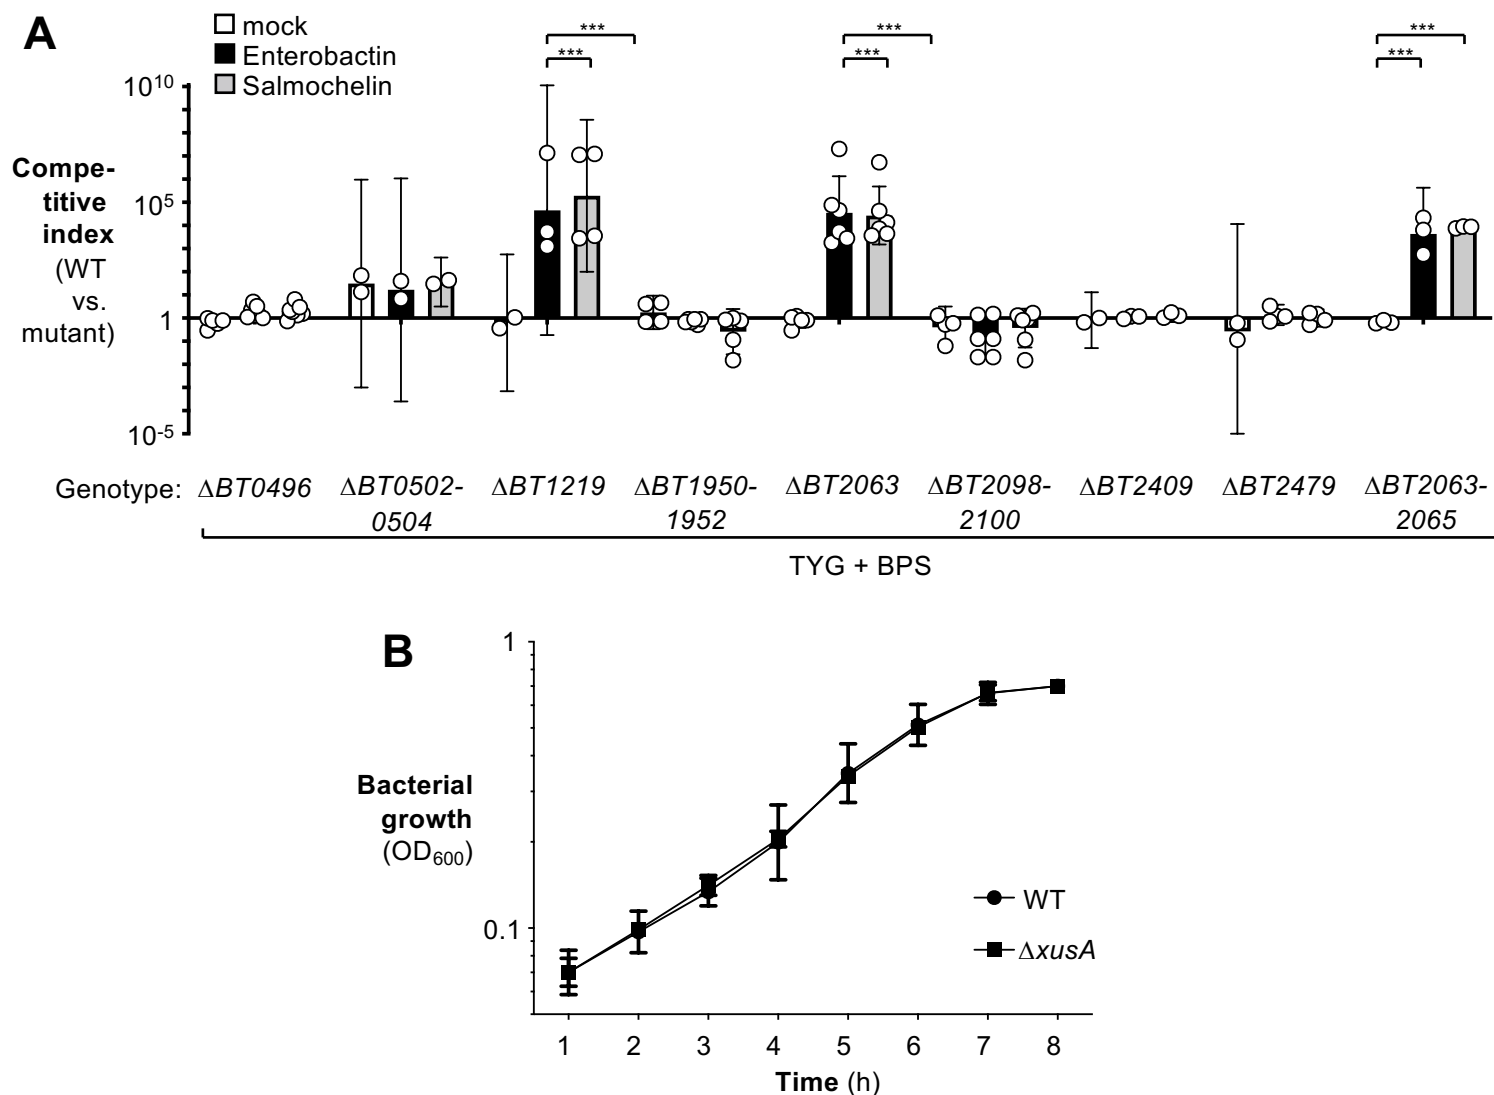 A
mock
Enterobactin
Salmochelin
*** *** ***
*** *** ***
10^10
10^5
1
10^-5
Compe-
titive
index
(WT
vs.
mutant)
Genotype: ΔBT0496 ΔBT0502- ΔBT1219 ΔBT1950- ΔBT2063 ΔBT2098- ΔBT2409 ΔBT2479 ΔBT2063-
0504 1952 2100 2065
TYG + BPS
B
1
0.1
Bacterial
growth
(OD600)
WT
ΔxusA
1 2 3 4 5 6 7 8
Time (h)